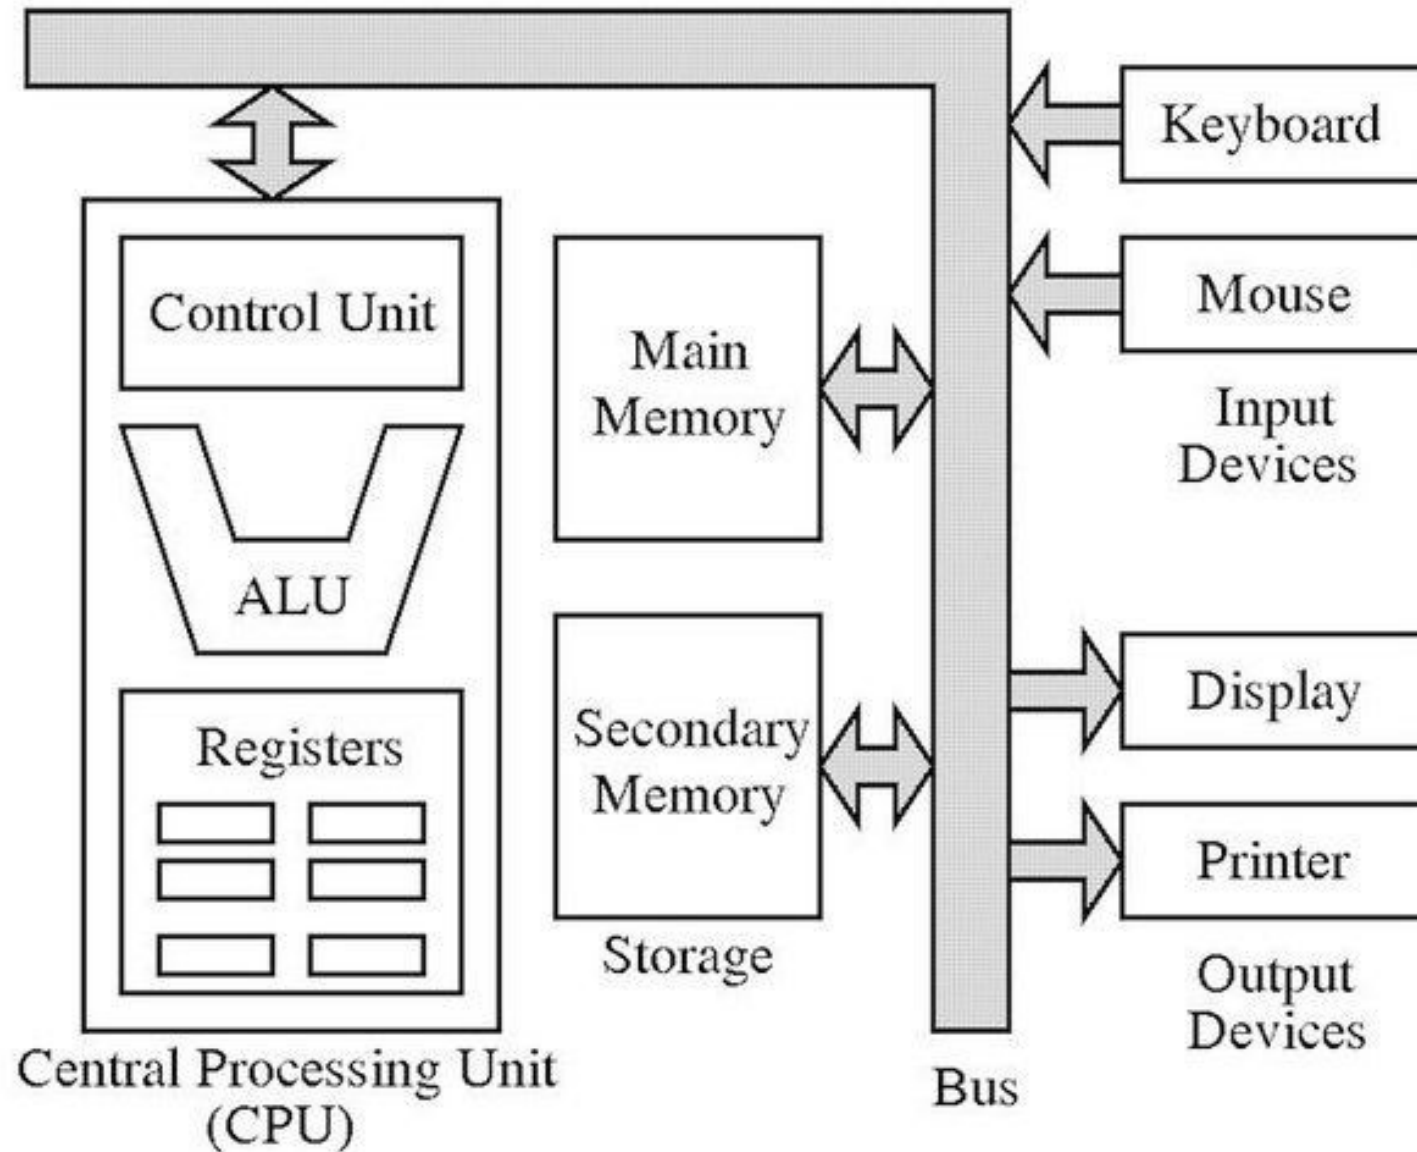 Keyboard
Control Unit
Mouse
Main
Memory
Input
Devices
ALU
Display
Registers
Secondary
Memory
Printer
Storage
Output
Devices
Central Processing Unit
(CPU)
Bus